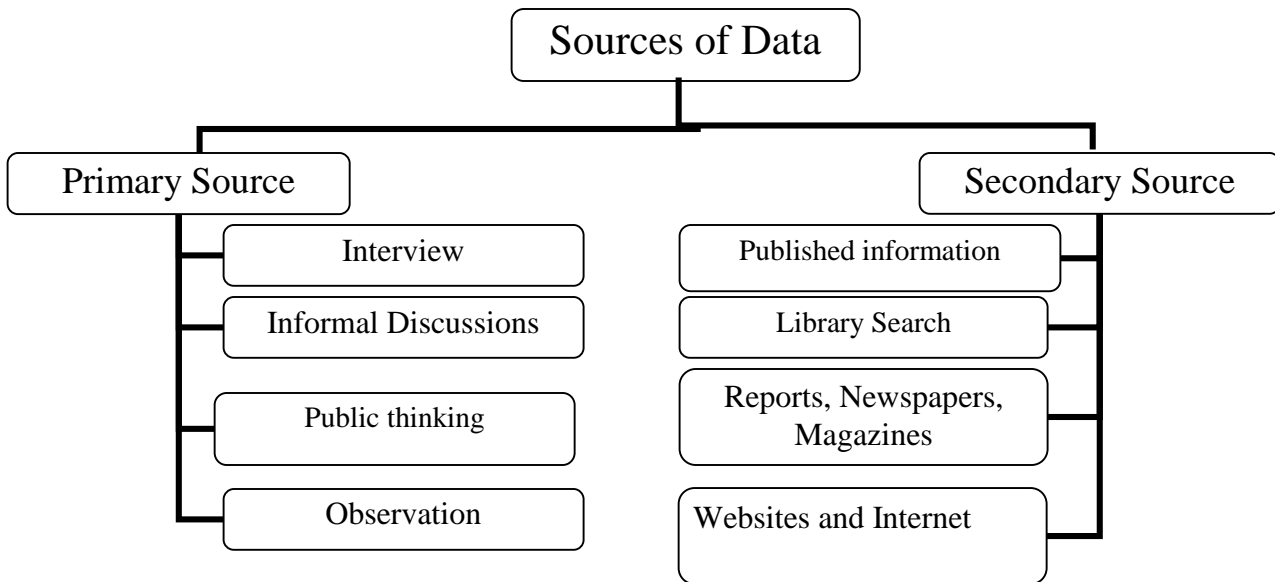 Sources of Data
Primary Source
Interview
Informal Discussions
Public thinking
Observation
Secondary Source
Published information
Library Search
Reports, Newspapers,
Magazines
Websites and Internet